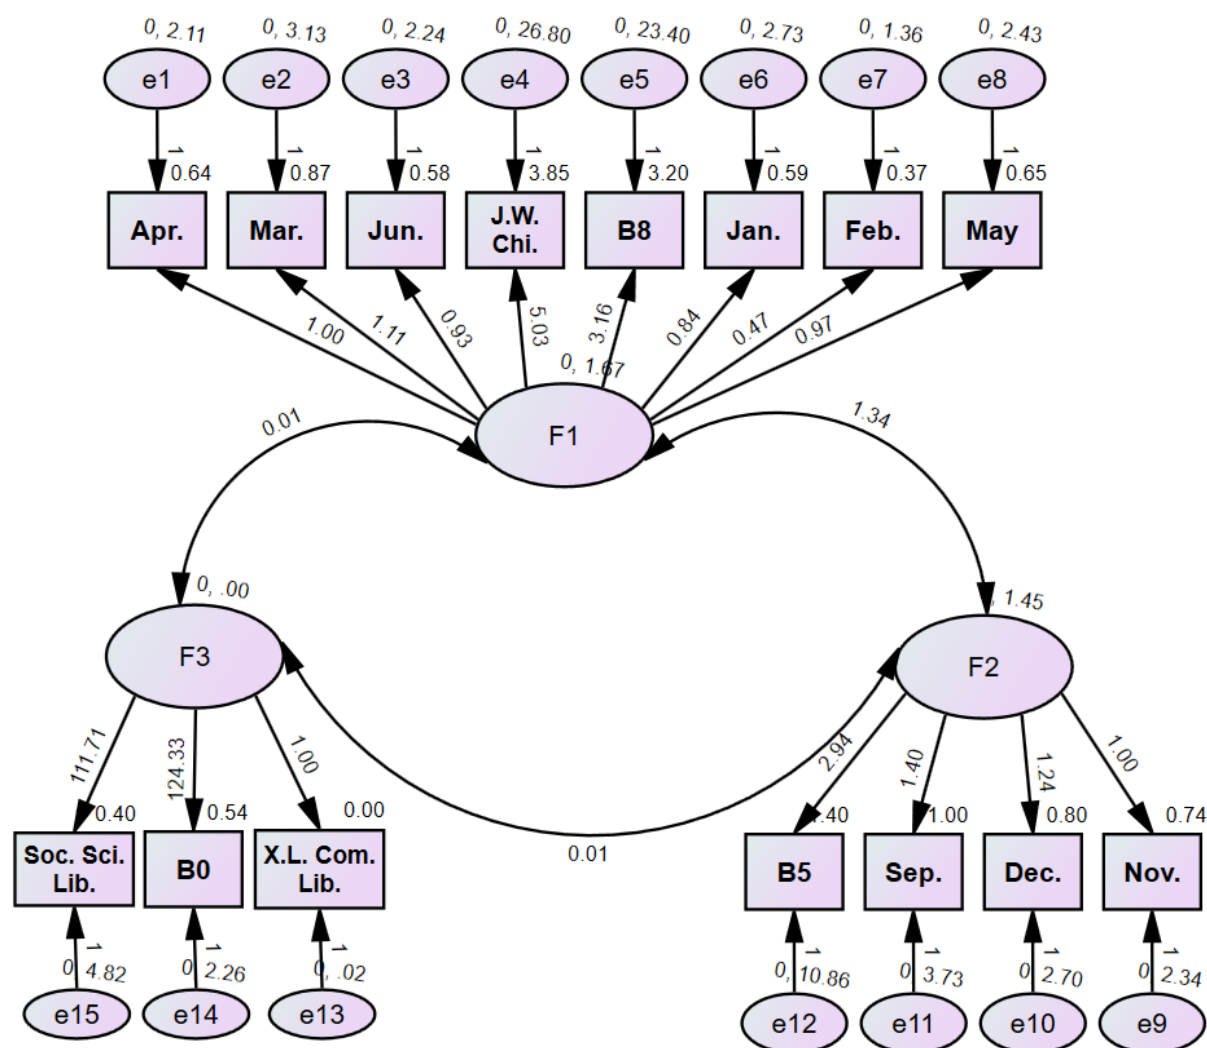 0, 2.11
0, 3.13
0, 2.24
0, 26.80
0, 23.40
0, 2.73
0, 1.36
0, 2.43
e1
e2
e3
e4
e5
e6
e7
e8
1
1
1
1
1
1
1
1
0.64
0.87
0.58
3.85
3.20
0.59
0.37
0.65
Apr.
Mar.
Jun.
J.W.
Chi.
B8
Jan.
Feb.
May
1.00
1.11
0.93
5.03
3.16
0.84
0.47
0.97
0, 1.67
F1
0.01
1.34
0, .00
, 1.45
F3
F2
0.01
111.71
124.33
1.00
2.94
1.40
1.24
1.00
0.40
0.54
0.00
.40
1.00
0.80
0.74
Soc. Sci.
Lib.
B0
X.L. Com.
Lib.
B5
Sep.
Dec.
Nov.
1
1
1
1
1
1
1
0, 4.82
0, 2.26
0, .02
0, 10.86
0, 3.73
0, 2.70
0, 2.34
e15
e14
e13
e12
e11
e10
e9